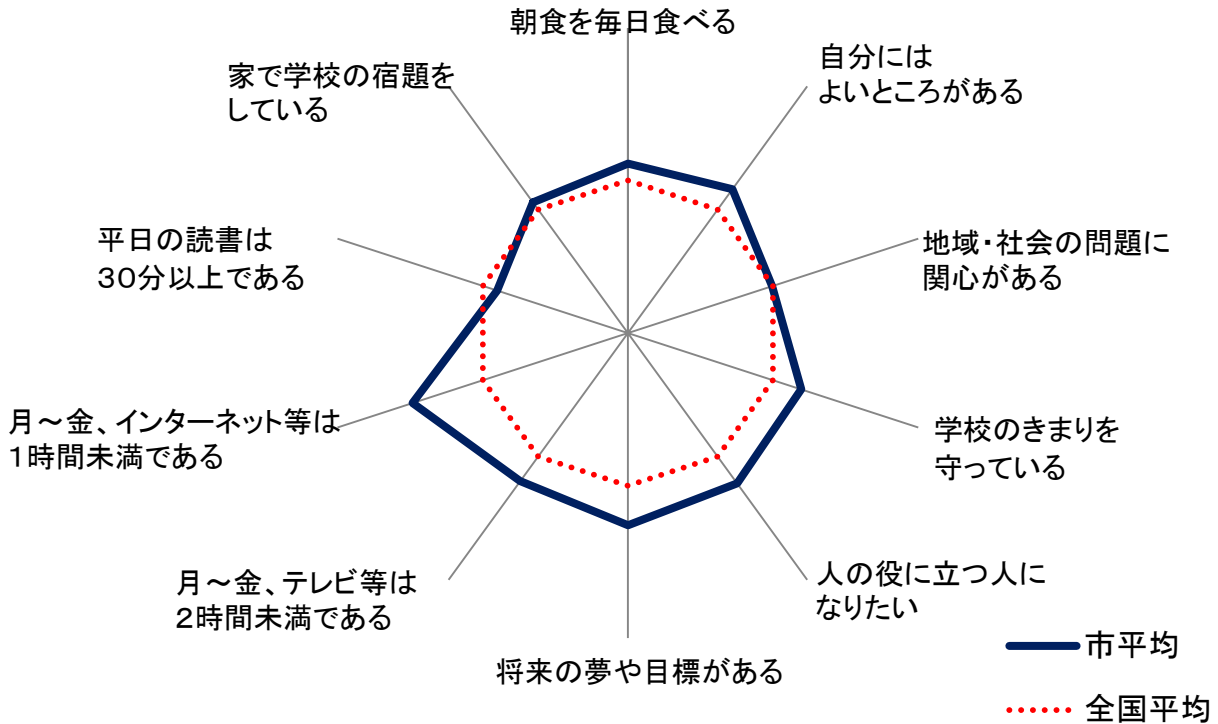 朝食を毎日食べる
自分には
よいところがある
地域・社会の問題に
関心がある
学校のきまりを
守っている
人の役に立つ人に
なりたい
将来の夢や目標がある
月～金、テレビ等は
２時間未満である
月～金、インターネット等は
１時間未満である
平日の読書は
３０分以上である
家で学校の宿題を
している
市平均
全国平均